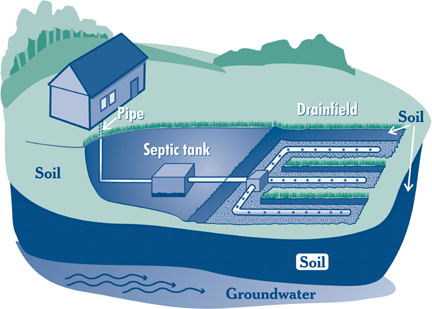 Pipe
Drainfield
Soil
Septic tank
Soil
Soil
Groundwater